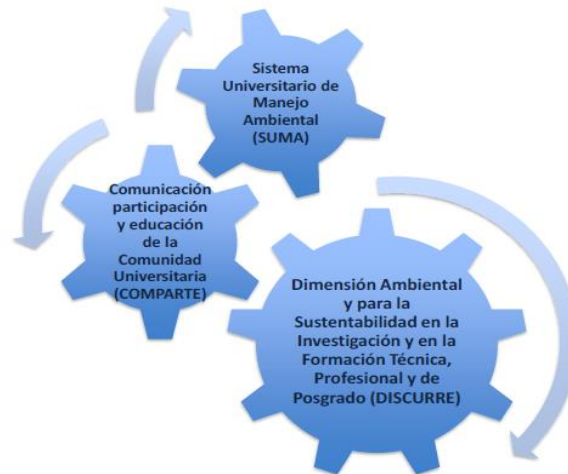 Sistema
Universitario de
Manejo
Ambiental
(SUMA)
Comunicación
participación
y educación
de la
Comunidad
Universitaria
(COMPARTE)
Dimensión Ambiental
y para la
Sustentabilidad en la
Investigación y en la
Formación Técnica,
Profesional y de
Posgrado (DISCURRE)